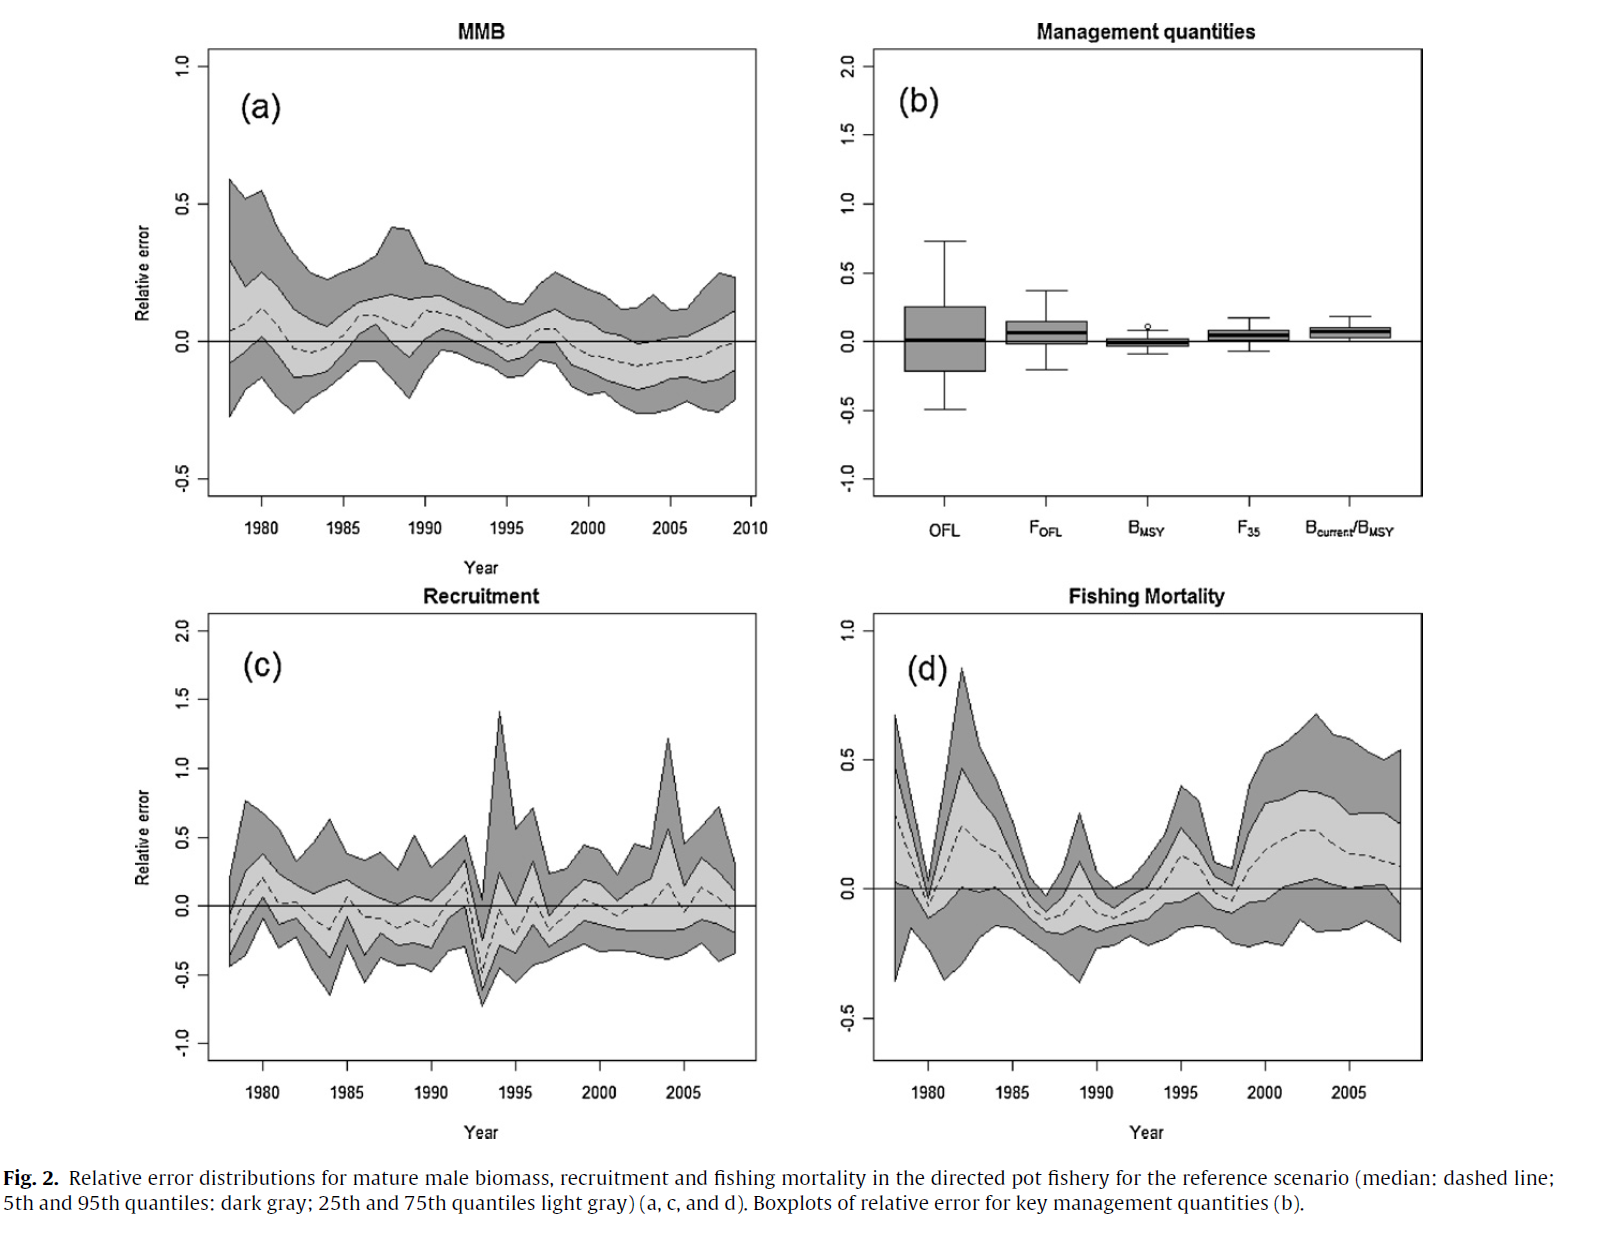 MMB
(a)
Relative error
1.0
0.5
0.0
-0.5
1980 1985 1990 1995 2000 2005 2010
Year
Management quantities
(b)
2.0
1.5
1.0
0.5
0.0
-0.5
-1.0
OFL FOFL BMSY F35 Bcurrent/BMSY
Recruitment
(c)
Relative error
2.0
1.5
1.0
0.5
0.0
-0.5
-1.0
1980 1985 1990 1995 2000 2005
Year
Fishing Mortality
(d)
1.0
0.5
0.0
-0.5
1980 1985 1990 1995 2000 2005
Year
Fig. 2. Relative error distributions for mature male biomass, recruitment and fishing mortality in the directed pot fishery for the reference scenario (median: dashed line;
5th and 95th quantiles: dark gray; 25th and 75th quantiles light gray) (a, c, and d). Boxplots of relative error for key management quantities (b).